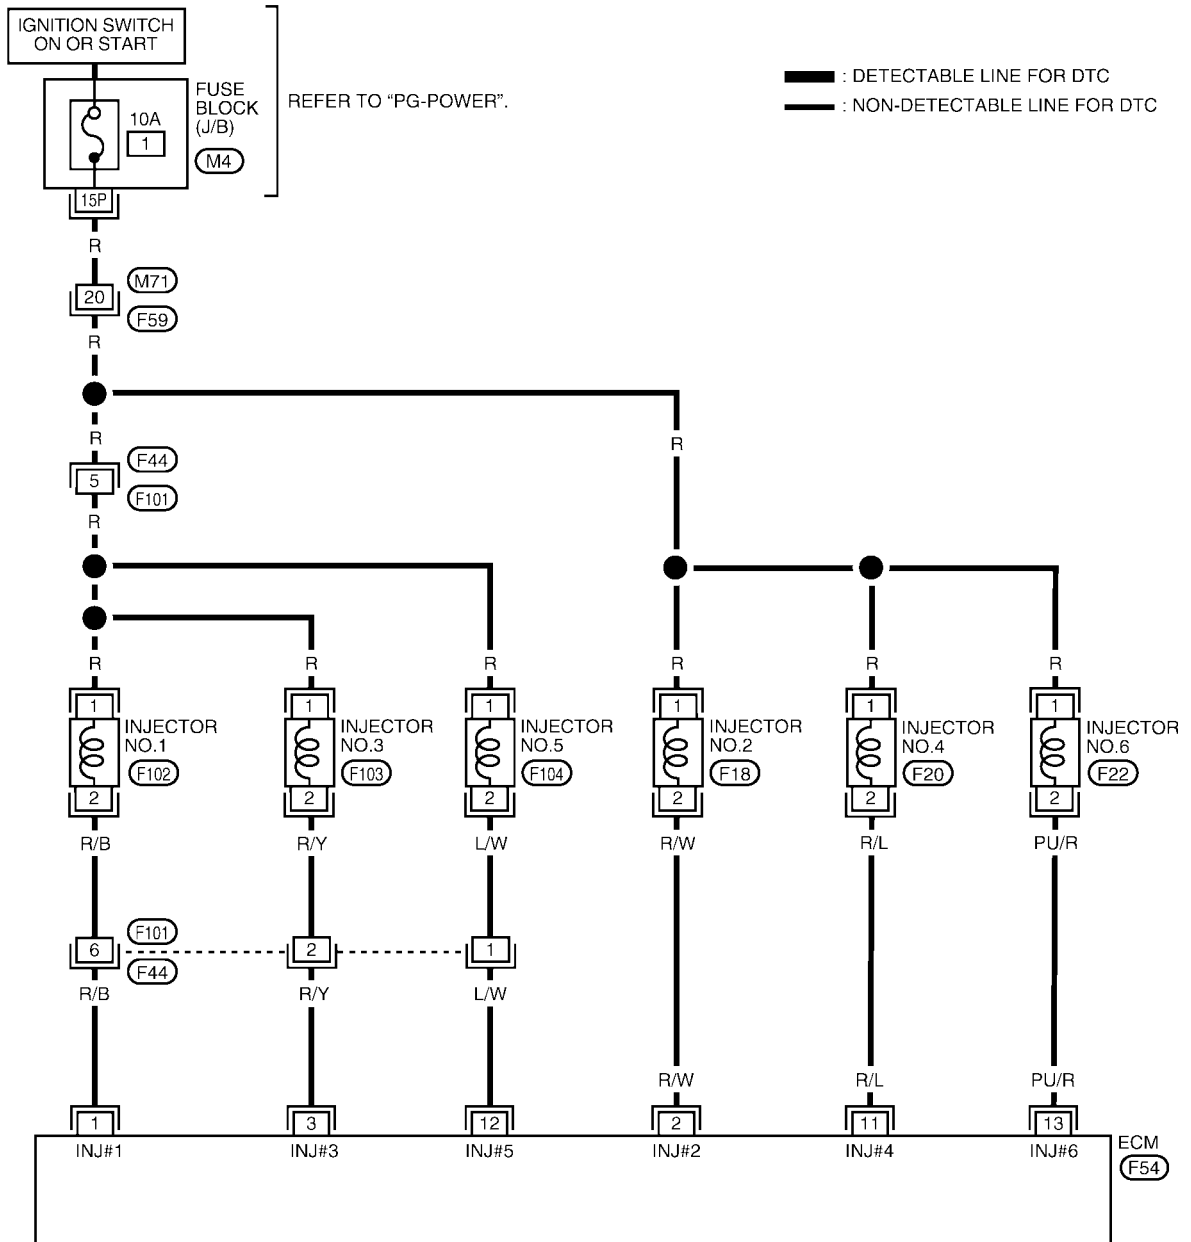 IGNITION SWITCH
ON OR START
FUSE
BLOCK
(J/B)
10A
1
M4
REFER TO “PG-POWER”.
: DETECTABLE LINE FOR DTC
: NON-DETECTABLE LINE FOR DTC
15P
R
M71
20
F59
R
R
R
F44
5
F101
R
R R R R R R
1 1 1 1 1 1
INJECTOR
NO.1
F102
INJECTOR
NO.3
F103
INJECTOR
NO.5
F104
INJECTOR
NO.2
F18
INJECTOR
NO.4
F20
INJECTOR
NO.6
F22
2 2 2 2 2 2
R/B R/Y L/W R/W R/L PU/R
F101
6 2 1
F44
R/B R/Y L/W
R/W R/L PU/R
1 3 12 2 11 13
INJ#1 INJ#3 INJ#5 INJ#2 INJ#4 INJ#6
ECM
F54